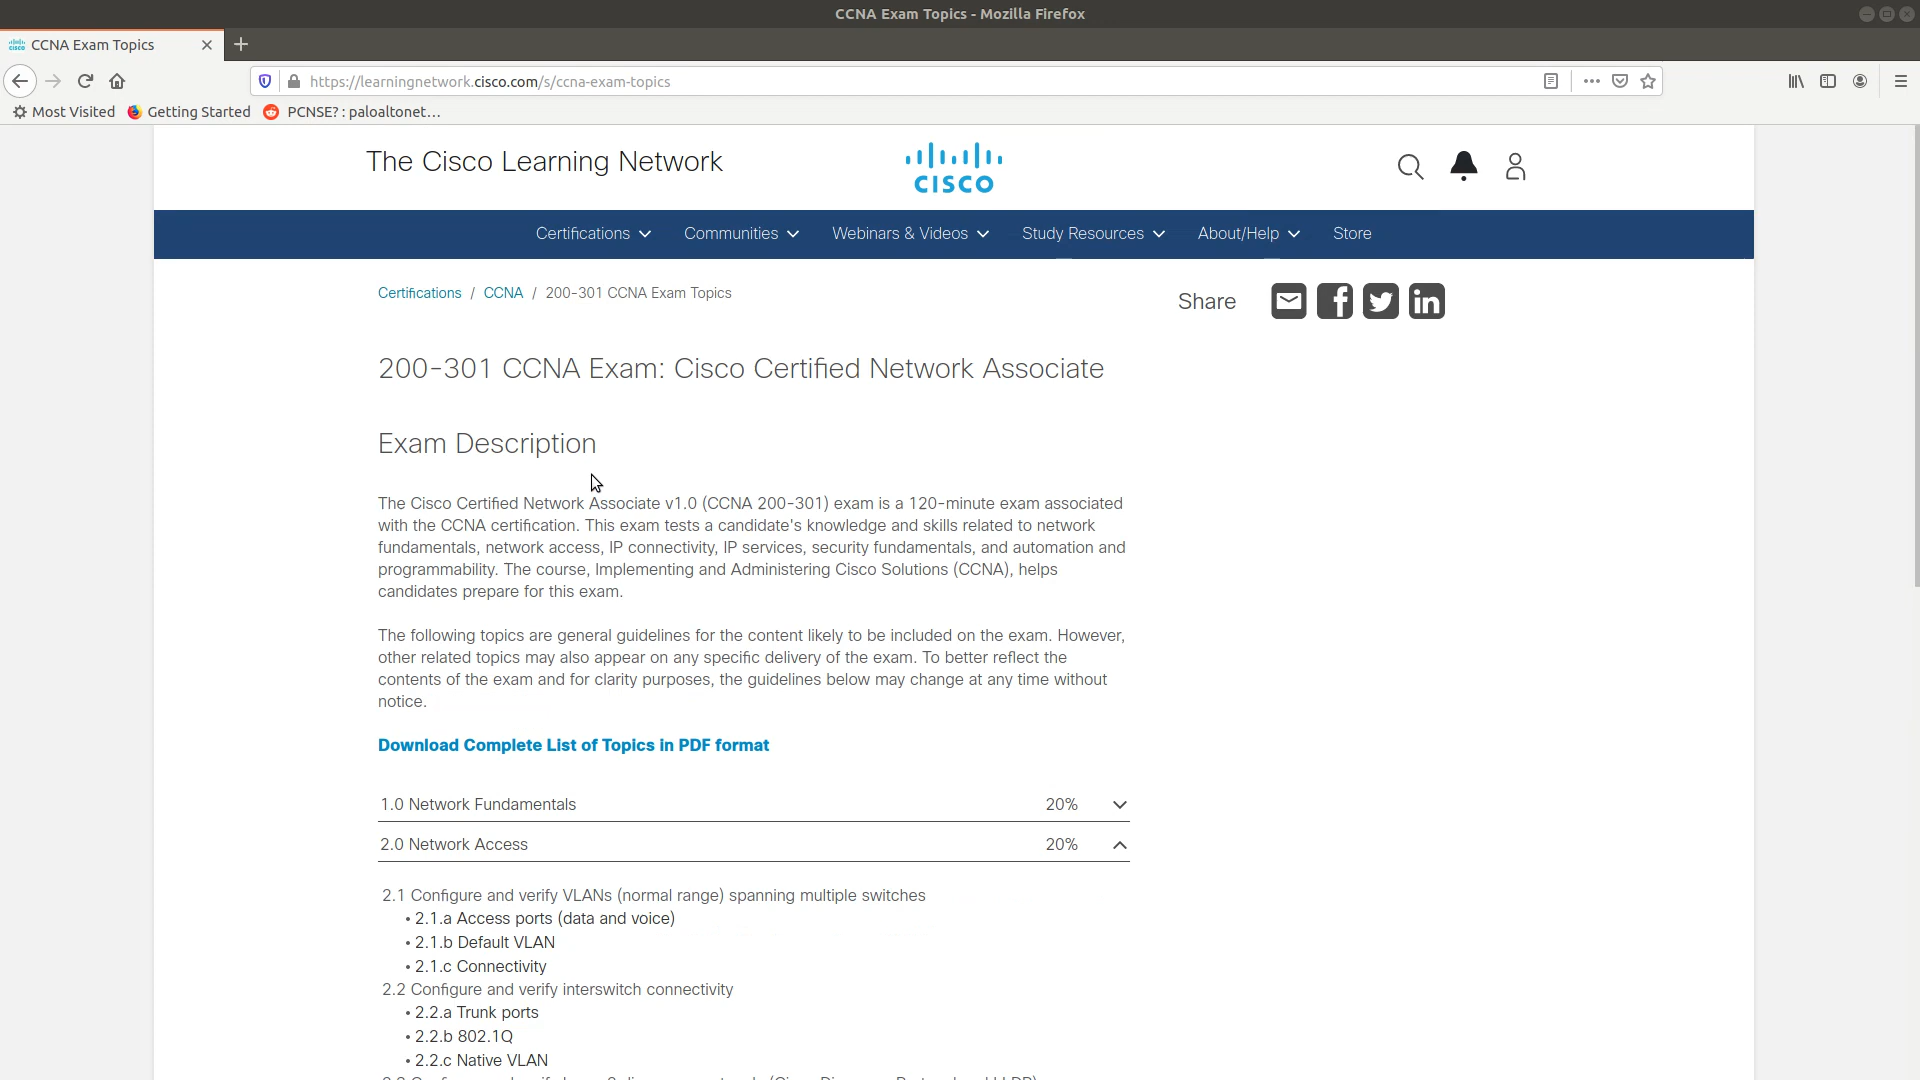 CCNA Exam Topics - Mozilla Firefox
CCNA Exam Topics
https://learningnetwork.cisco.com/s/ccna-exam-topics
Most Visited
Getting Started
PCNSE? : paloaltonet…
The Cisco Learning Network
CISCO
Certifications
Communities
Webinars & Videos
Study Resources
About/Help
Store
Certifications / CCNA / 200-301 CCNA Exam Topics
Share
200-301 CCNA Exam: Cisco Certified Network Associate
Exam Description
The Cisco Certified Network Associate v1.0 (CCNA 200-301) exam is a 120-minute exam associated
with the CCNA certification. This exam tests a candidate's knowledge and skills related to network
fundamentals, network access, IP connectivity, IP services, security fundamentals, and automation and
programmability. The course, Implementing and Administering Cisco Solutions (CCNA), helps
candidates prepare for this exam.
The following topics are general guidelines for the content likely to be included on the exam. However,
other related topics may also appear on any specific delivery of the exam. To better reflect the
contents of the exam and for clarity purposes, the guidelines below may change at any time without
notice.
Download Complete List of Topics in PDF format
1.0 Network Fundamentals 20%
2.0 Network Access 20%
2.1 Configure and verify VLANs (normal range) spanning multiple switches
• 2.1.a Access ports (data and voice)
• 2.1.b Default VLAN
• 2.1.c Connectivity
2.2 Configure and verify interswitch connectivity
• 2.2.a Trunk ports
• 2.2.b 802.1Q
• 2.2.c Native VLAN